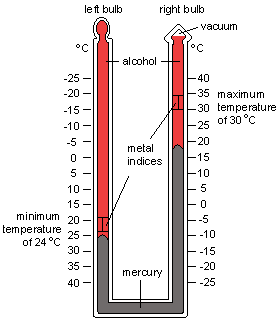 left bulb
right bulb
vacuum
°C
°C
alcohol
-25
-20
-15
-10
-5
0
5
10
15
20
25
30
35
40
40
35
30
25
20
15
10
5
0
-5
-10
-15
-20
-25
maximum
temperature
of 30 °C
metal
indices
minimum
temperature
of 24 °C
mercury